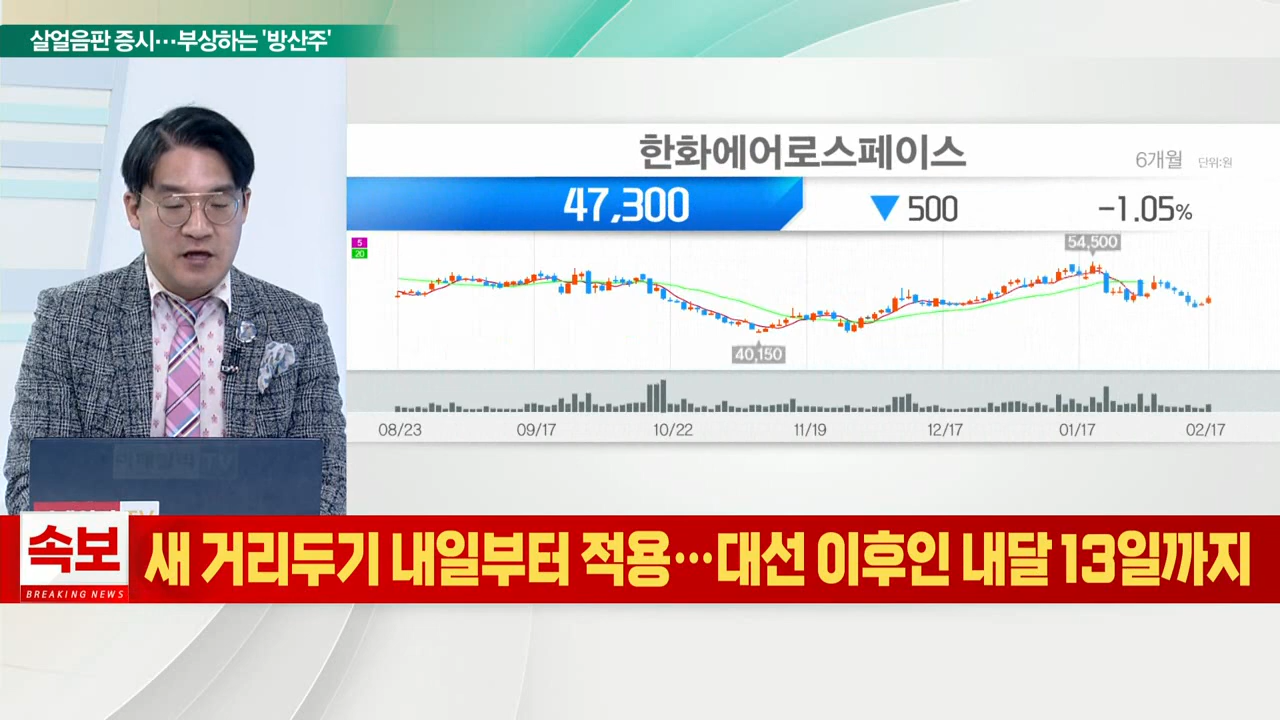 살얼음판 증시…부상하는 '방산주'
한화에어로스페이스
6개월 단위:원
47,300 ▼ 500 -1.05%
5
20
54,500
40,150
08/23 09/17 10/22 11/19 12/17 01/17 02/17
속보
BREAKING NEWS
새 거리두기 내일부터 적용…대선 이후인 내달 13일까지